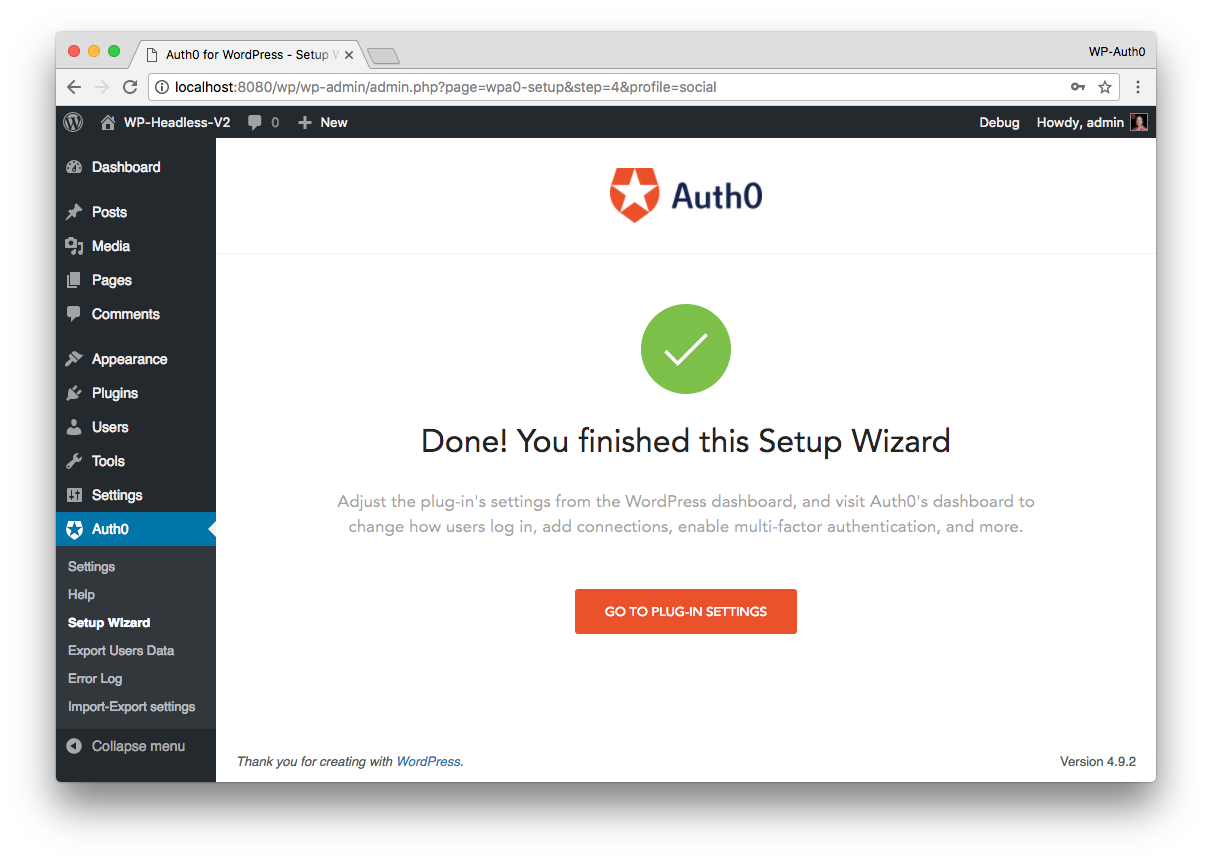 Auth0 for WordPress - Setup W
WP-Auth0
localhost:8080/wp/wp-admin/admin.php?page=wpa0-setup&step=4&profile=social
WP-Headless-V2 0 New Debug Howdy, admin
Dashboard
Posts
Media
Pages
Comments
Appearance
Plugins
Users
Tools
Settings
Auth0
Settings
Help
Setup Wizard
Export Users Data
Error Log
Import-Export settings
Collapse menu
Auth0
Done! You finished this Setup Wizard
Adjust the plug-in's settings from the WordPress dashboard, and visit Auth0's dashboard to
change how users log in, add connections, enable multi-factor authentication, and more.
GO TO PLUG-IN SETTINGS
Thank you for creating with WordPress.
Version 4.9.2